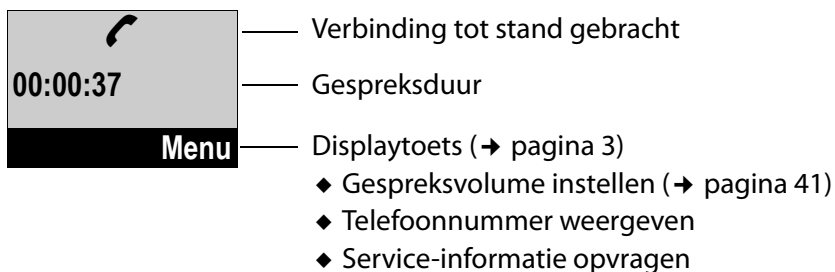 Verbinding tot stand gebracht
00:00:37 Gespreksduur
Menu Displaytoets (➔ pagina 3)
◆ Gespreksvolume instellen (➔ pagina 41)
◆ Telefoonnummer weergeven
◆ Service-informatie opvragen